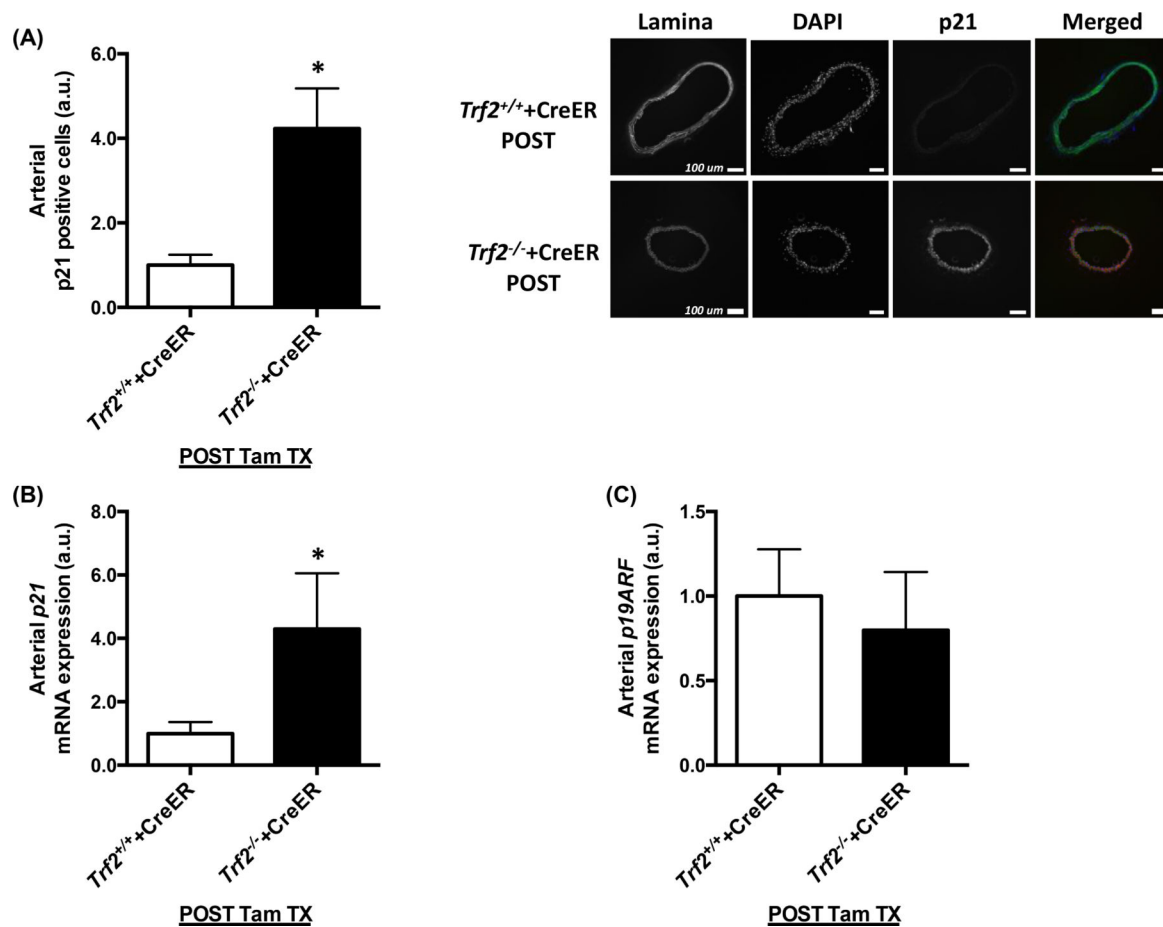 (A)
Arterial
p21 positive cells (a.u.)
6.0
4.0
2.0
0.0
*
Trf2+/++CreER
Trf2-/-+CreER
POST Tam TX
Lamina
DAPI
p21
Merged
Trf2+/++CreER
POST
100 um
Trf2-/-+CreER
POST
100 um
(B)
Arterial p21
mRNA expression (a.u.)
8.0
6.0
4.0
2.0
0.0
*
Trf2+/++CreER
Trf2-/-+CreER
POST Tam TX
(C)
Arterial p19ARF
mRNA expression (a.u.)
1.5
1.0
0.5
0.0
Trf2+/++CreER
Trf2-/-+CreER
POST Tam TX